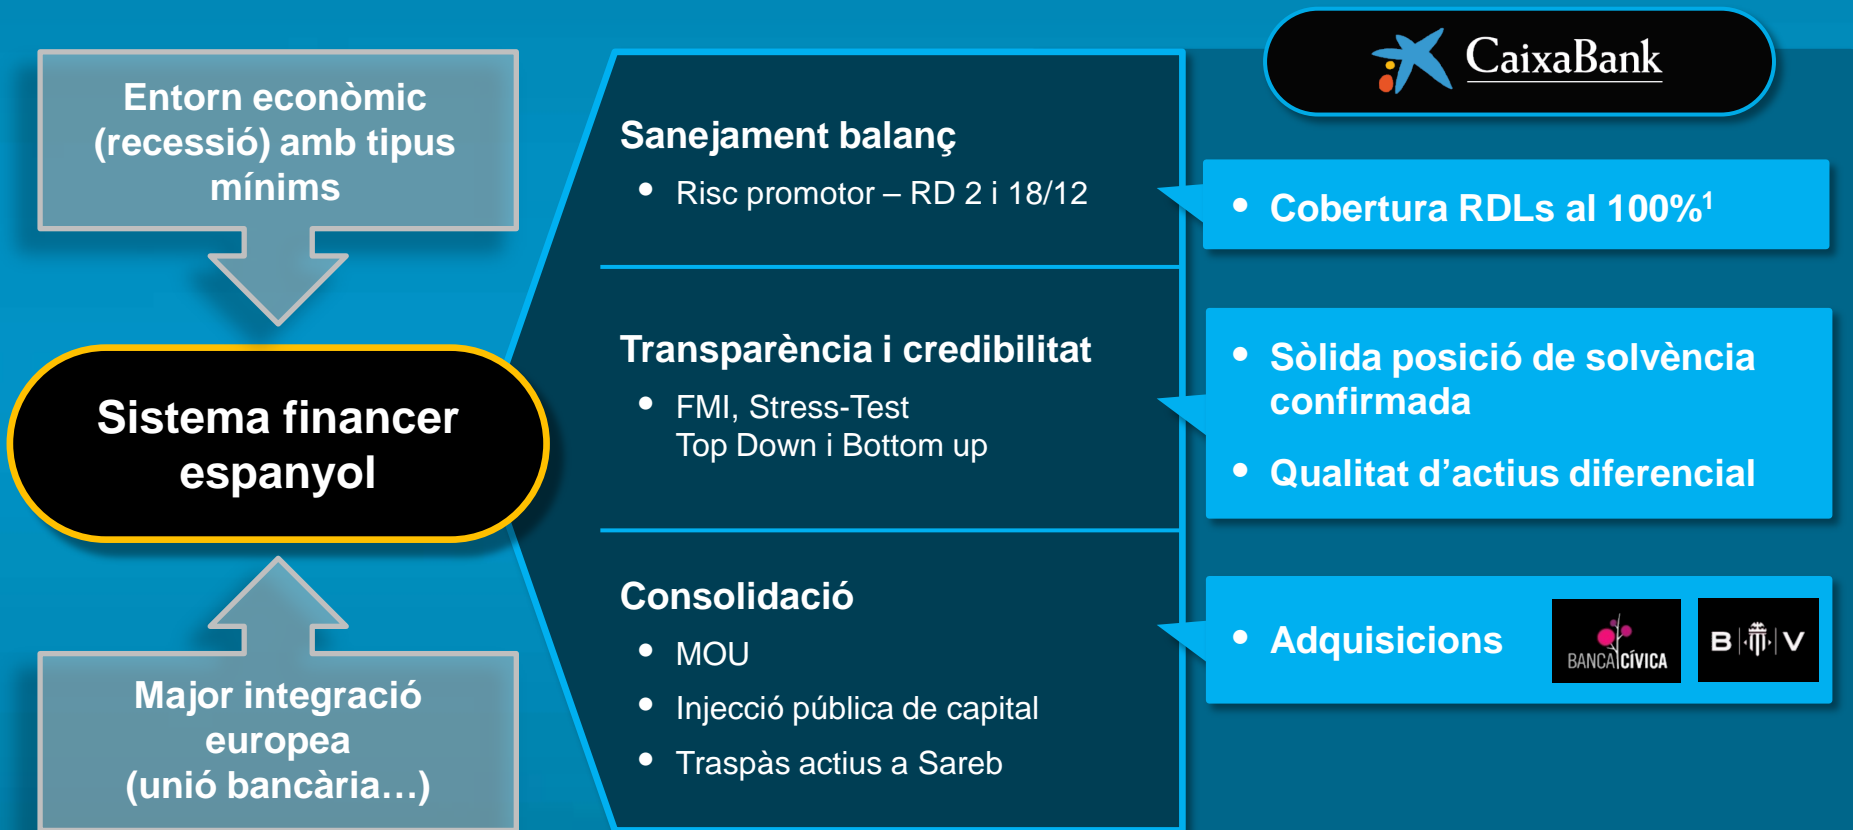 Entorn econòmic
(recessió) amb tipus
mínims
Sistema financer
espanyol
Major integració
europea
(unió bancària…)
Sanejament balanç
• Risc promotor – RD 2 i 18/12
Transparència i credibilitat
• FMI, Stress-Test
Top Down i Bottom up
Consolidació
• MOU
• Injecció pública de capital
• Traspàs actius a Sareb
CaixaBank
• Cobertura RDLs al 100%¹
• Sòlida posició de solvència
confirmada
• Qualitat d’actius diferencial
• Adquisicions
BANCA CÍVICA
B V